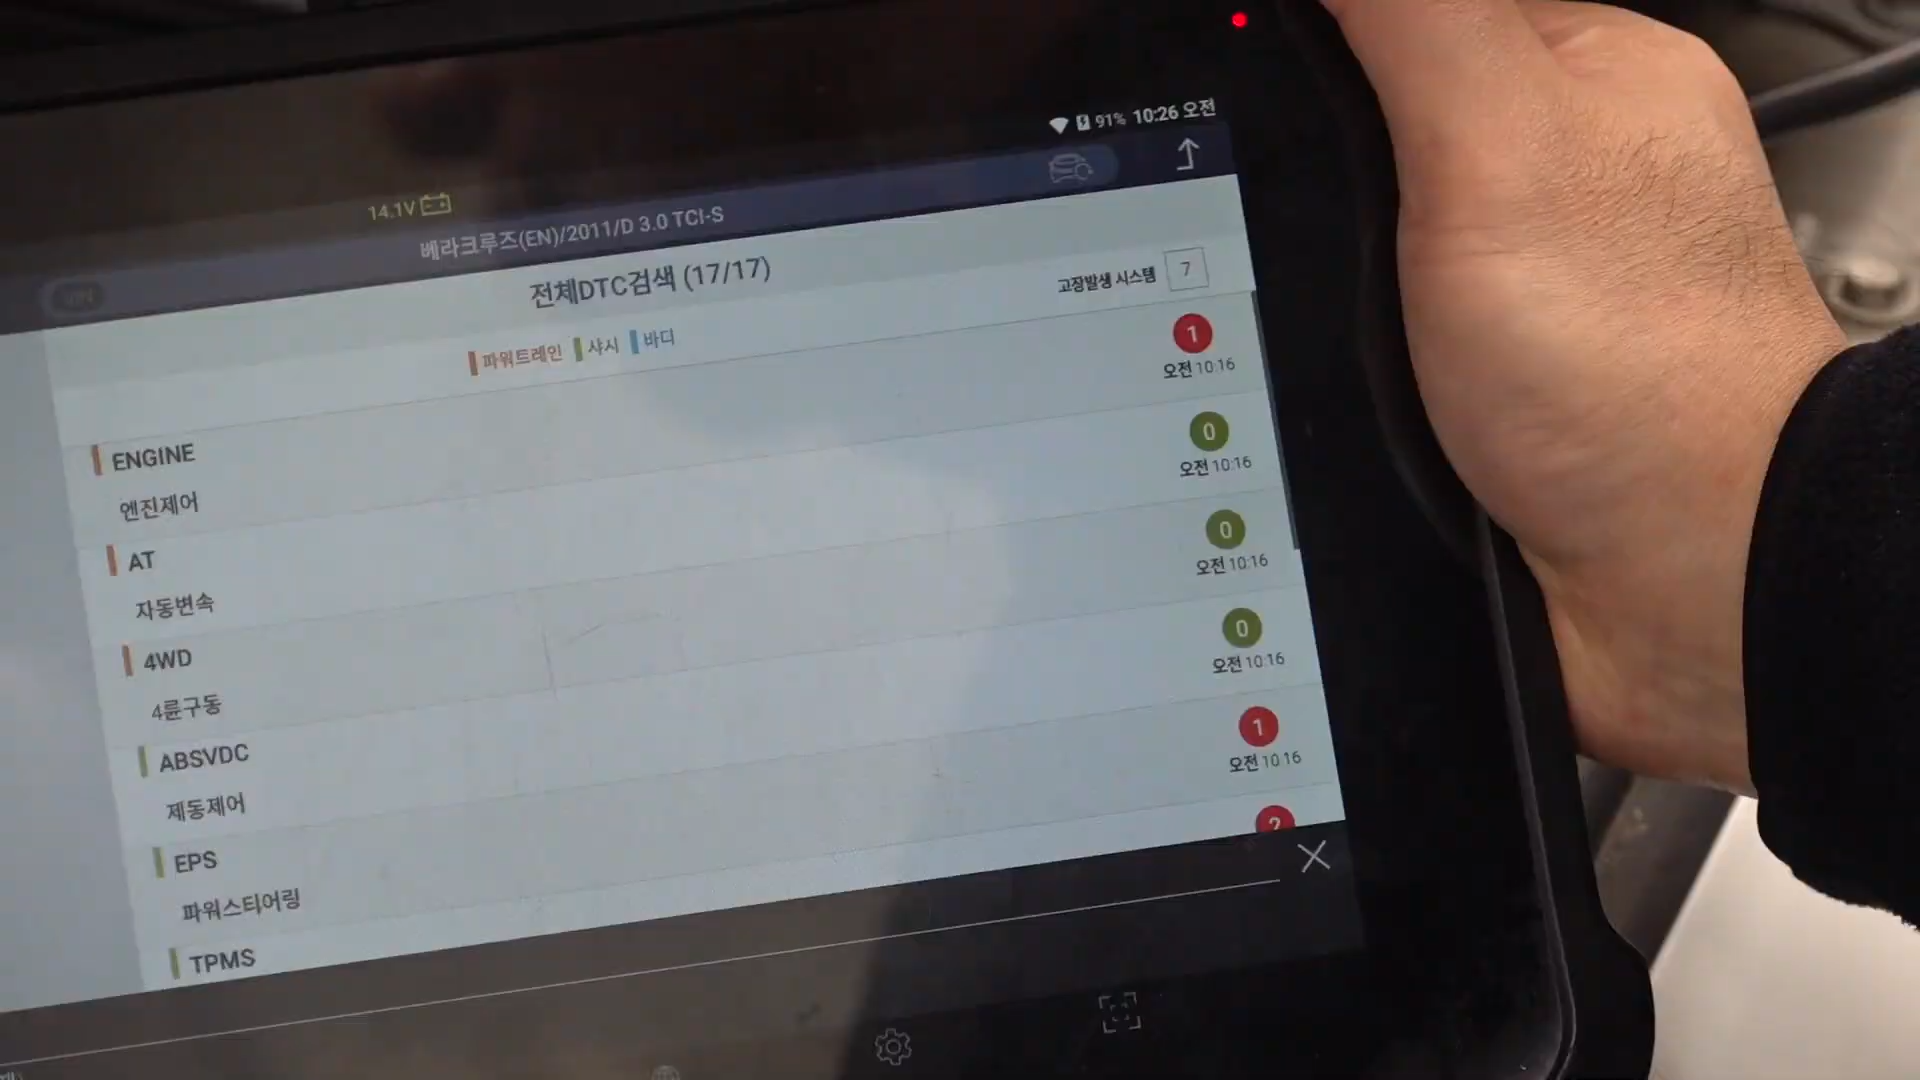 91% 10:26 오전
14.1V
베라크루즈(EN)/2011/D 3.0 TCI-S
VIN
전체DTC검색 (17/17)
고장발생 시스템 7
파워트레인 샤시 바디
ENGINE
엔진제어
1
오전 10:16
AT
자동변속
0
오전 10:16
4WD
4륜구동
0
오전 10:16
ABSVDC
제동제어
0
오전 10:16
EPS
파워스티어링
1
오전 10:16
TPMS
2